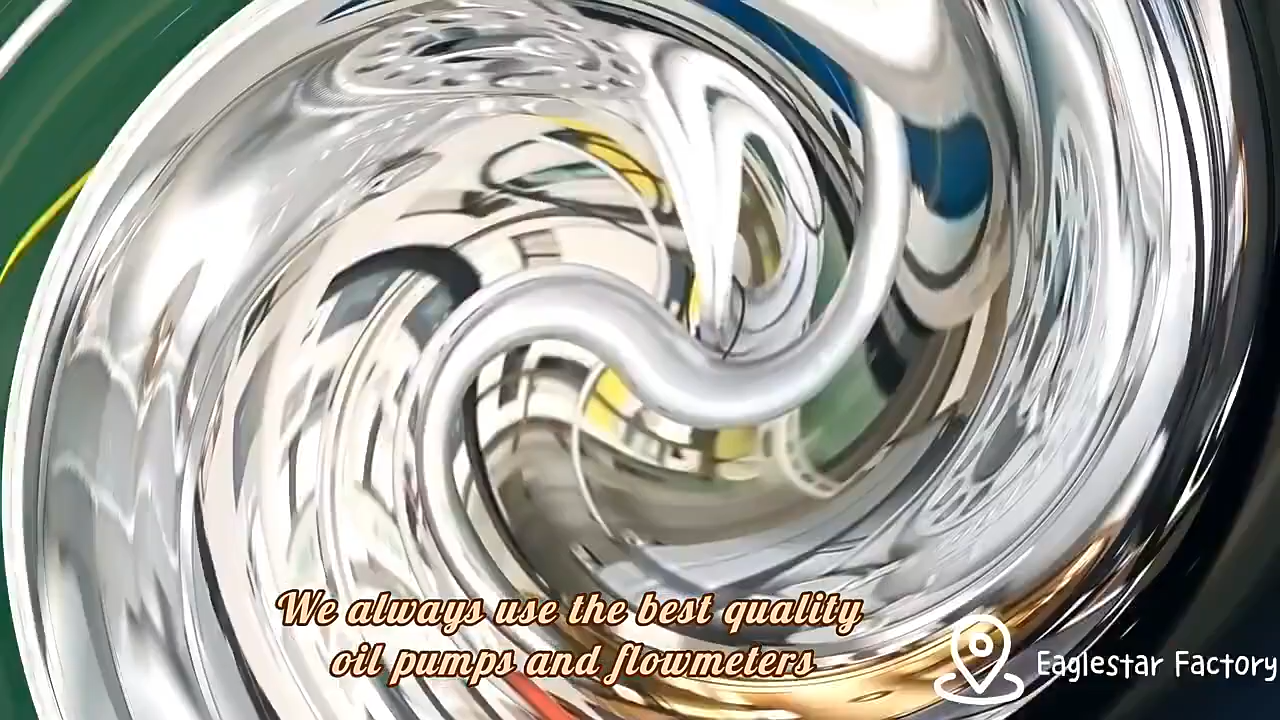 We always use the best quality
oil pumps and flowmeters
Eaglestar Factory